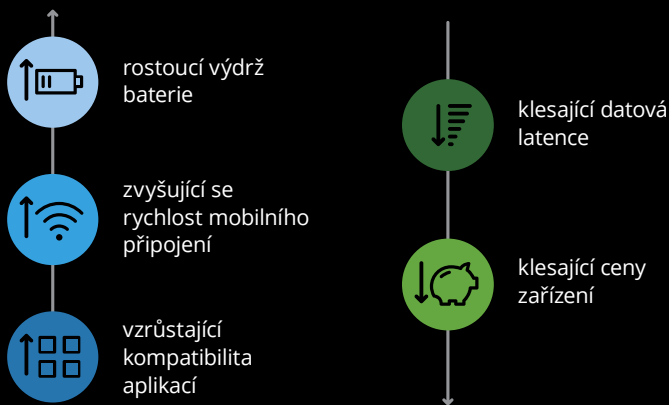 rostoucí výdrž
baterie
zvyšující se
rychlost mobilního
připojení
vzrůstající
kompatibilita
aplikací
klesající datová
latence
klesající ceny
zařízení